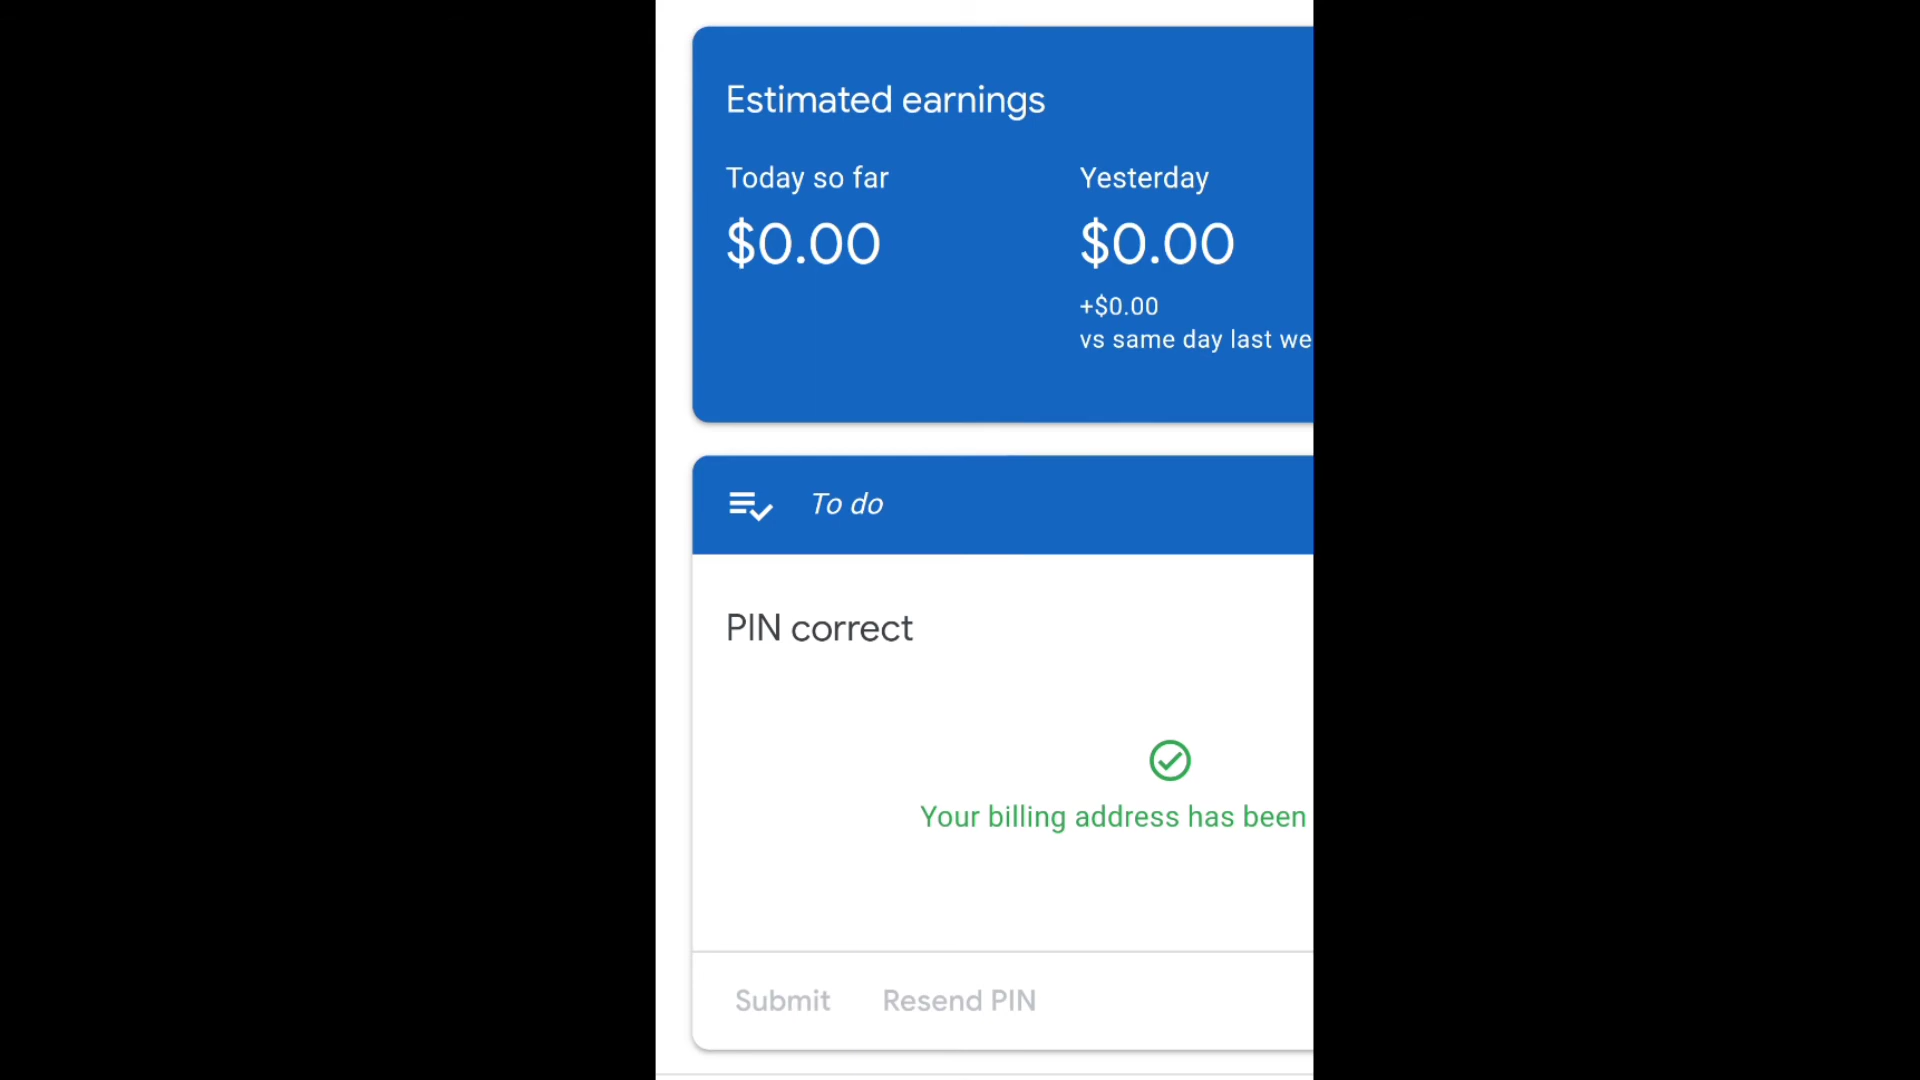 Estimated earnings
Today so far
Yesterday
$0.00
$0.00
+$0.00
vs same day last we
To do
PIN correct
Your billing address has been
Submit
Resend PIN